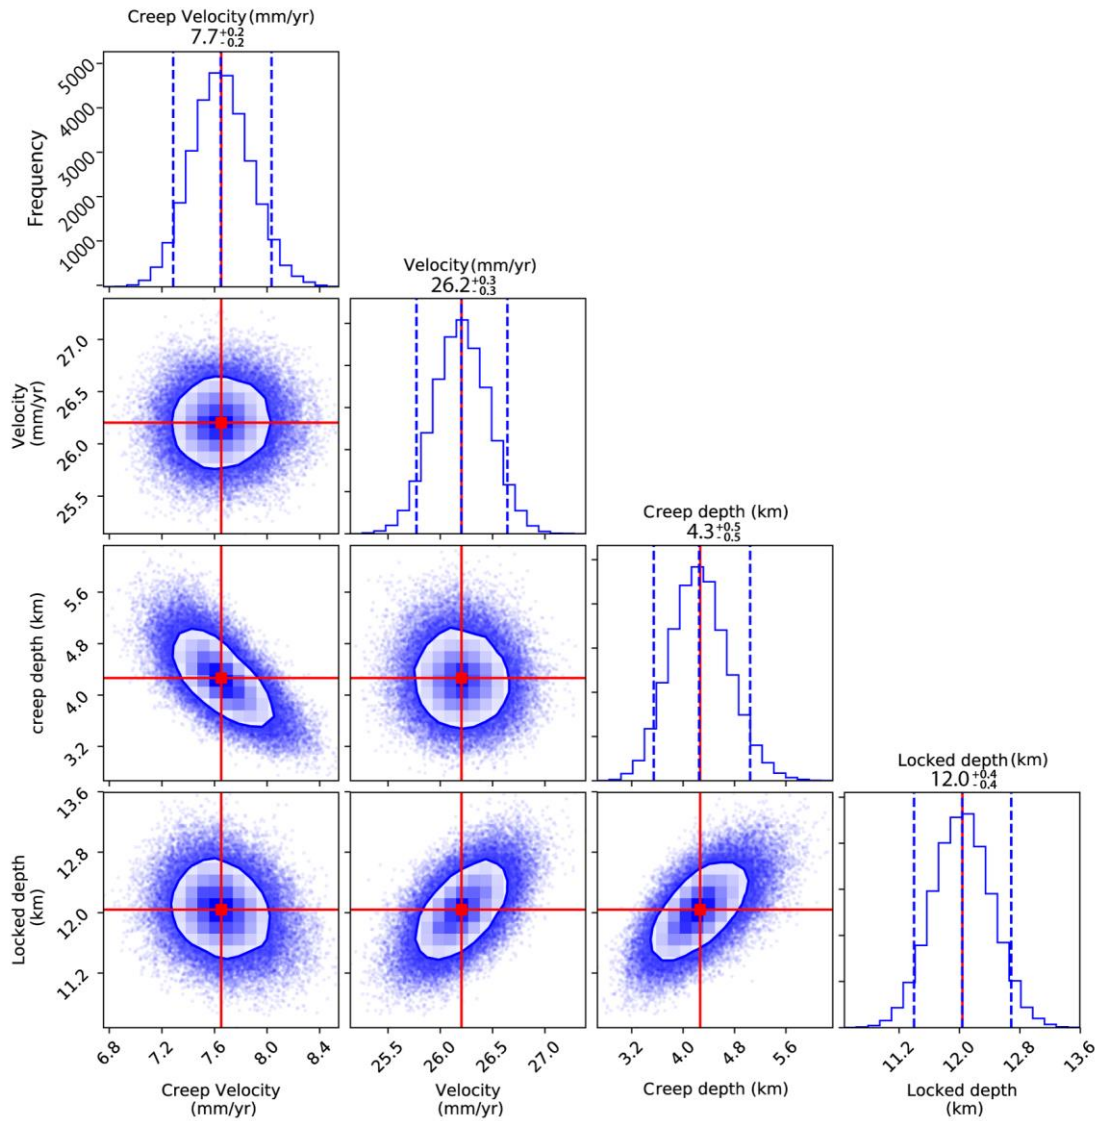 Creep Velocity (mm/yr)
7.7+0.2-0.2
5000
4000
3000
2000
1000
Frequency
Velocity(mm/yr)
26.2+0.3-0.3
27.0
26.5
26.0
25.5
Velocity
(mm/yr)
Creep depth (km)
4.3+0.5-0.5
5.6
4.8
4.0
3.2
creep depth (km)
Locked depth (km)
12.0+0.4-0.4
13.6
12.8
12.0
11.2
Locked depth
(km)
6.8 7.2 7.6 8.0 8.4
25.5 26.0 26.5 27.0
3.2 4.0 4.8 5.6
11.2 12.0 12.8 13.6
Creep Velocity
(mm/yr)
Velocity
(mm/yr)
Creep depth (km)
Locked depth
(km)